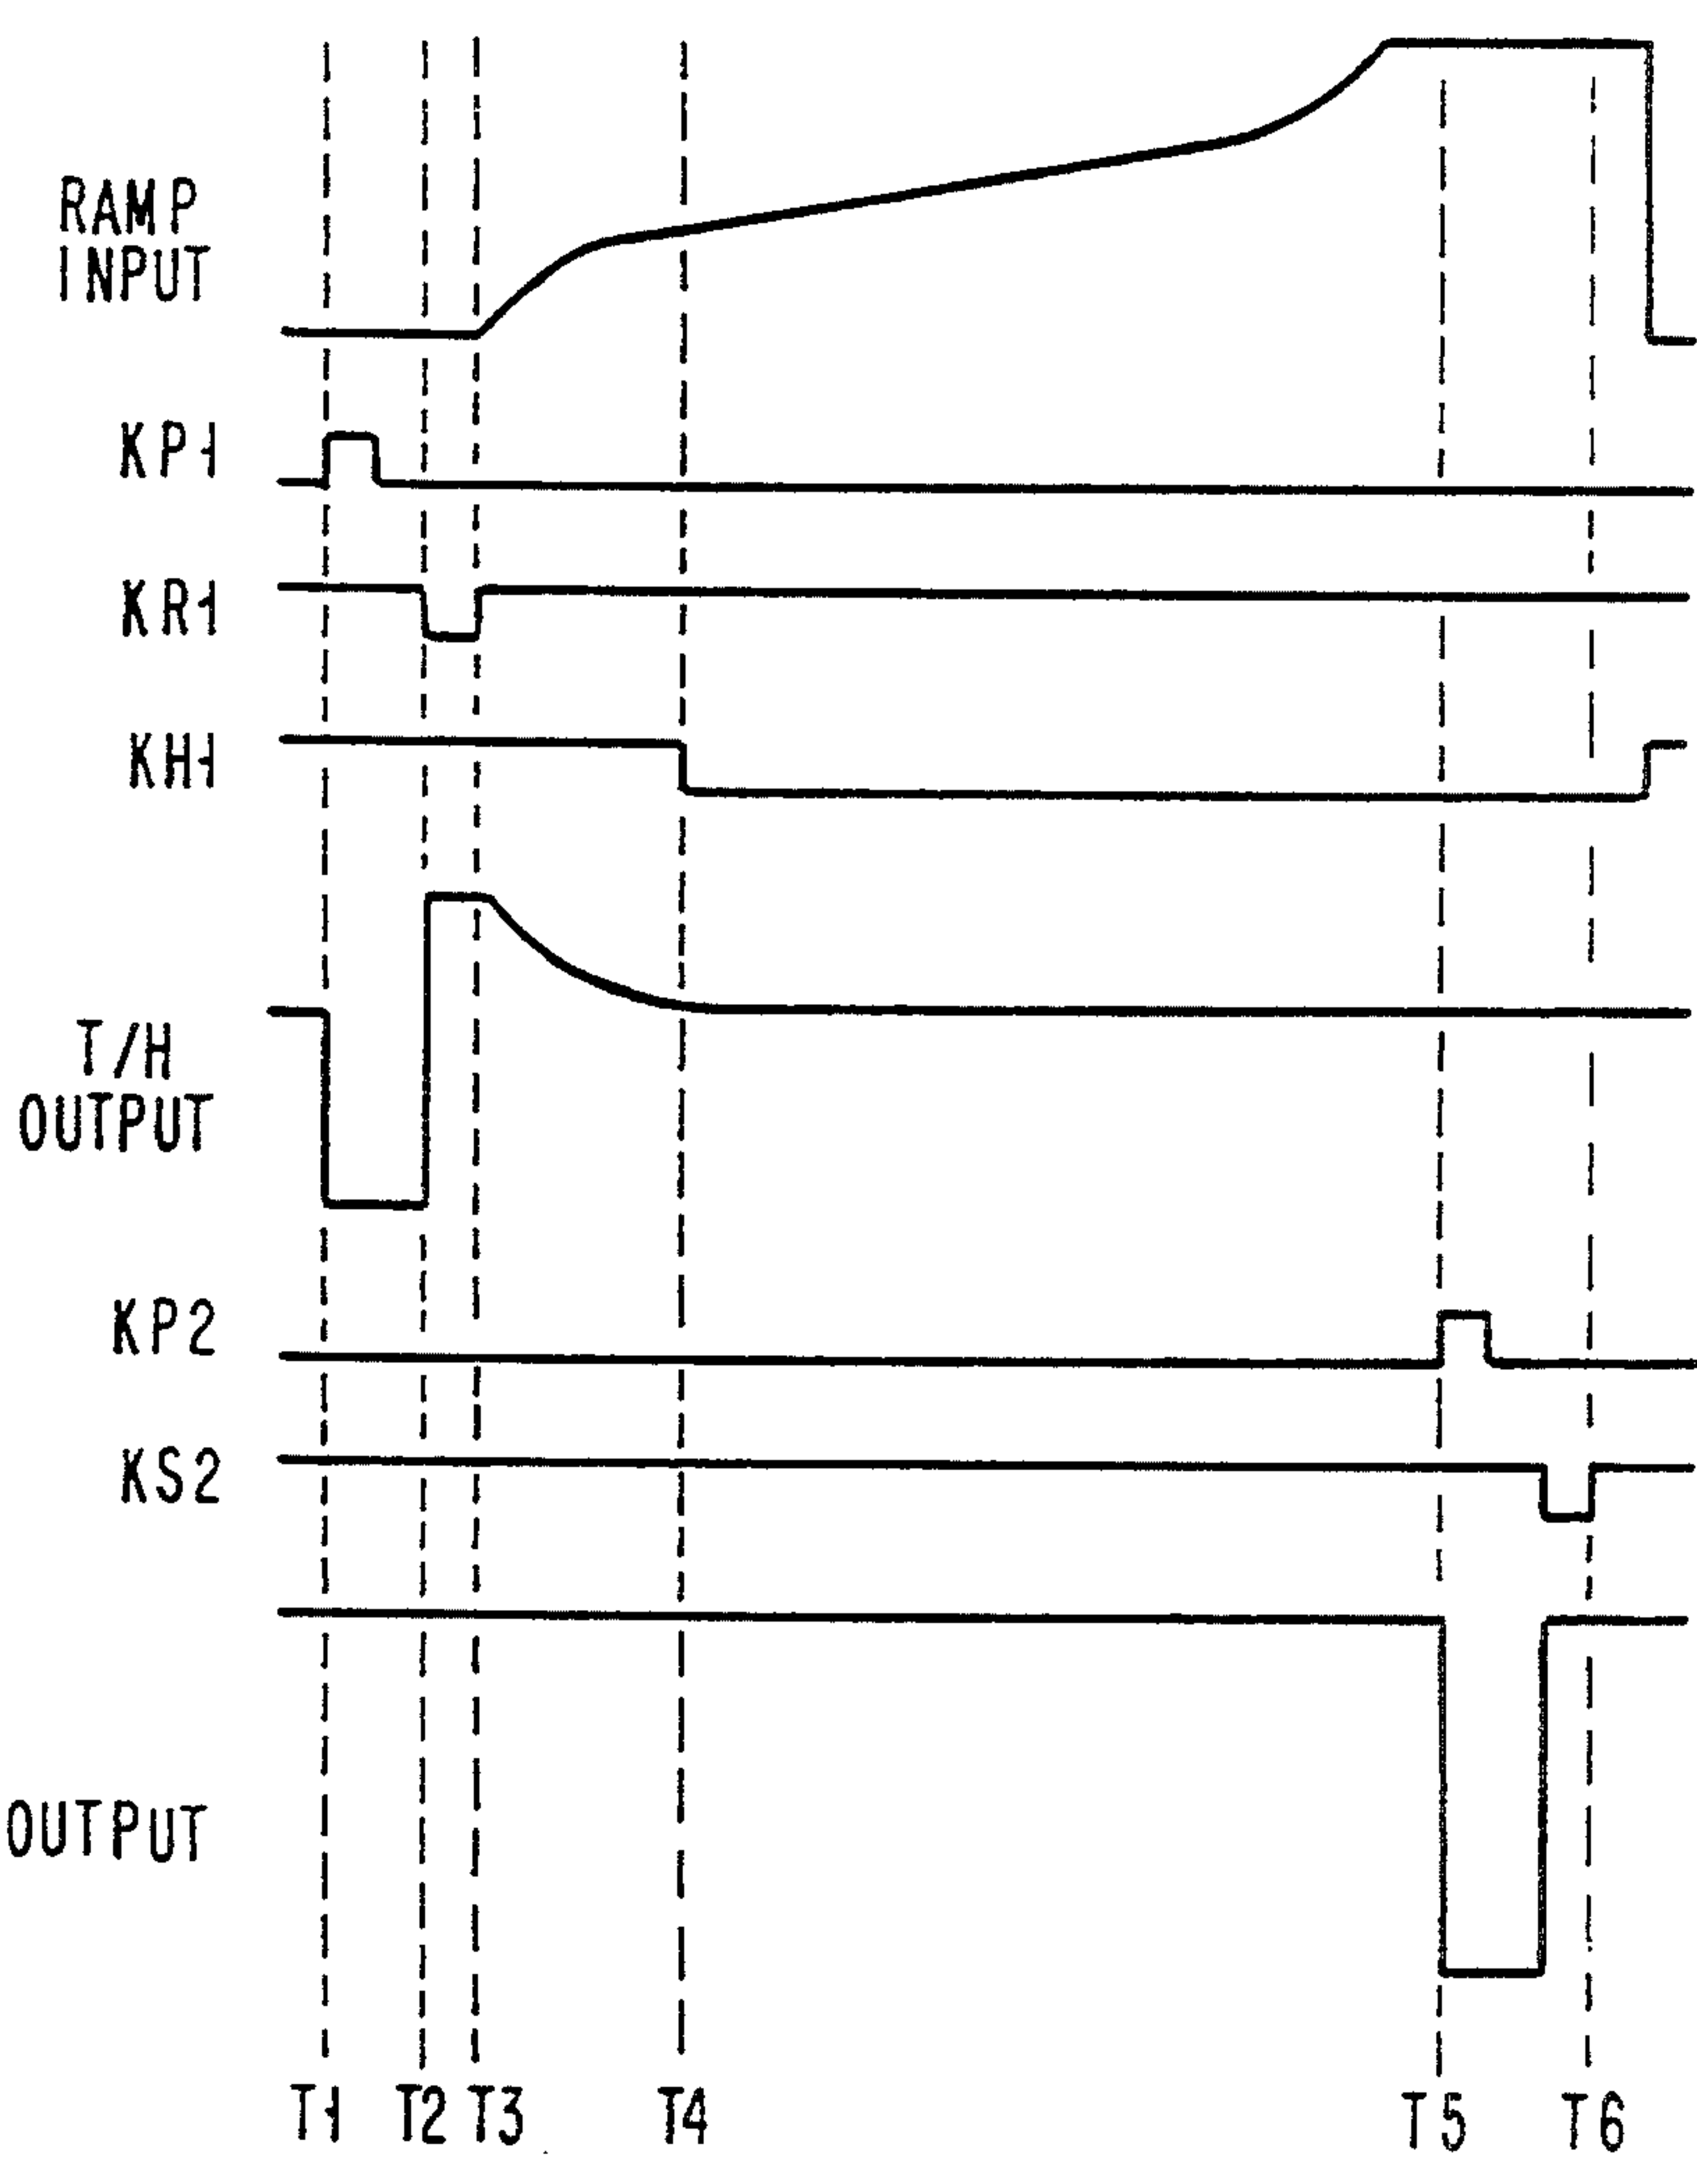 RAMP
INPUT
KP1
KR1
KH1
T/H
OUTPUT
KP2
KS2
OUTPUT
T1 T2 T3 T4 T5 T6